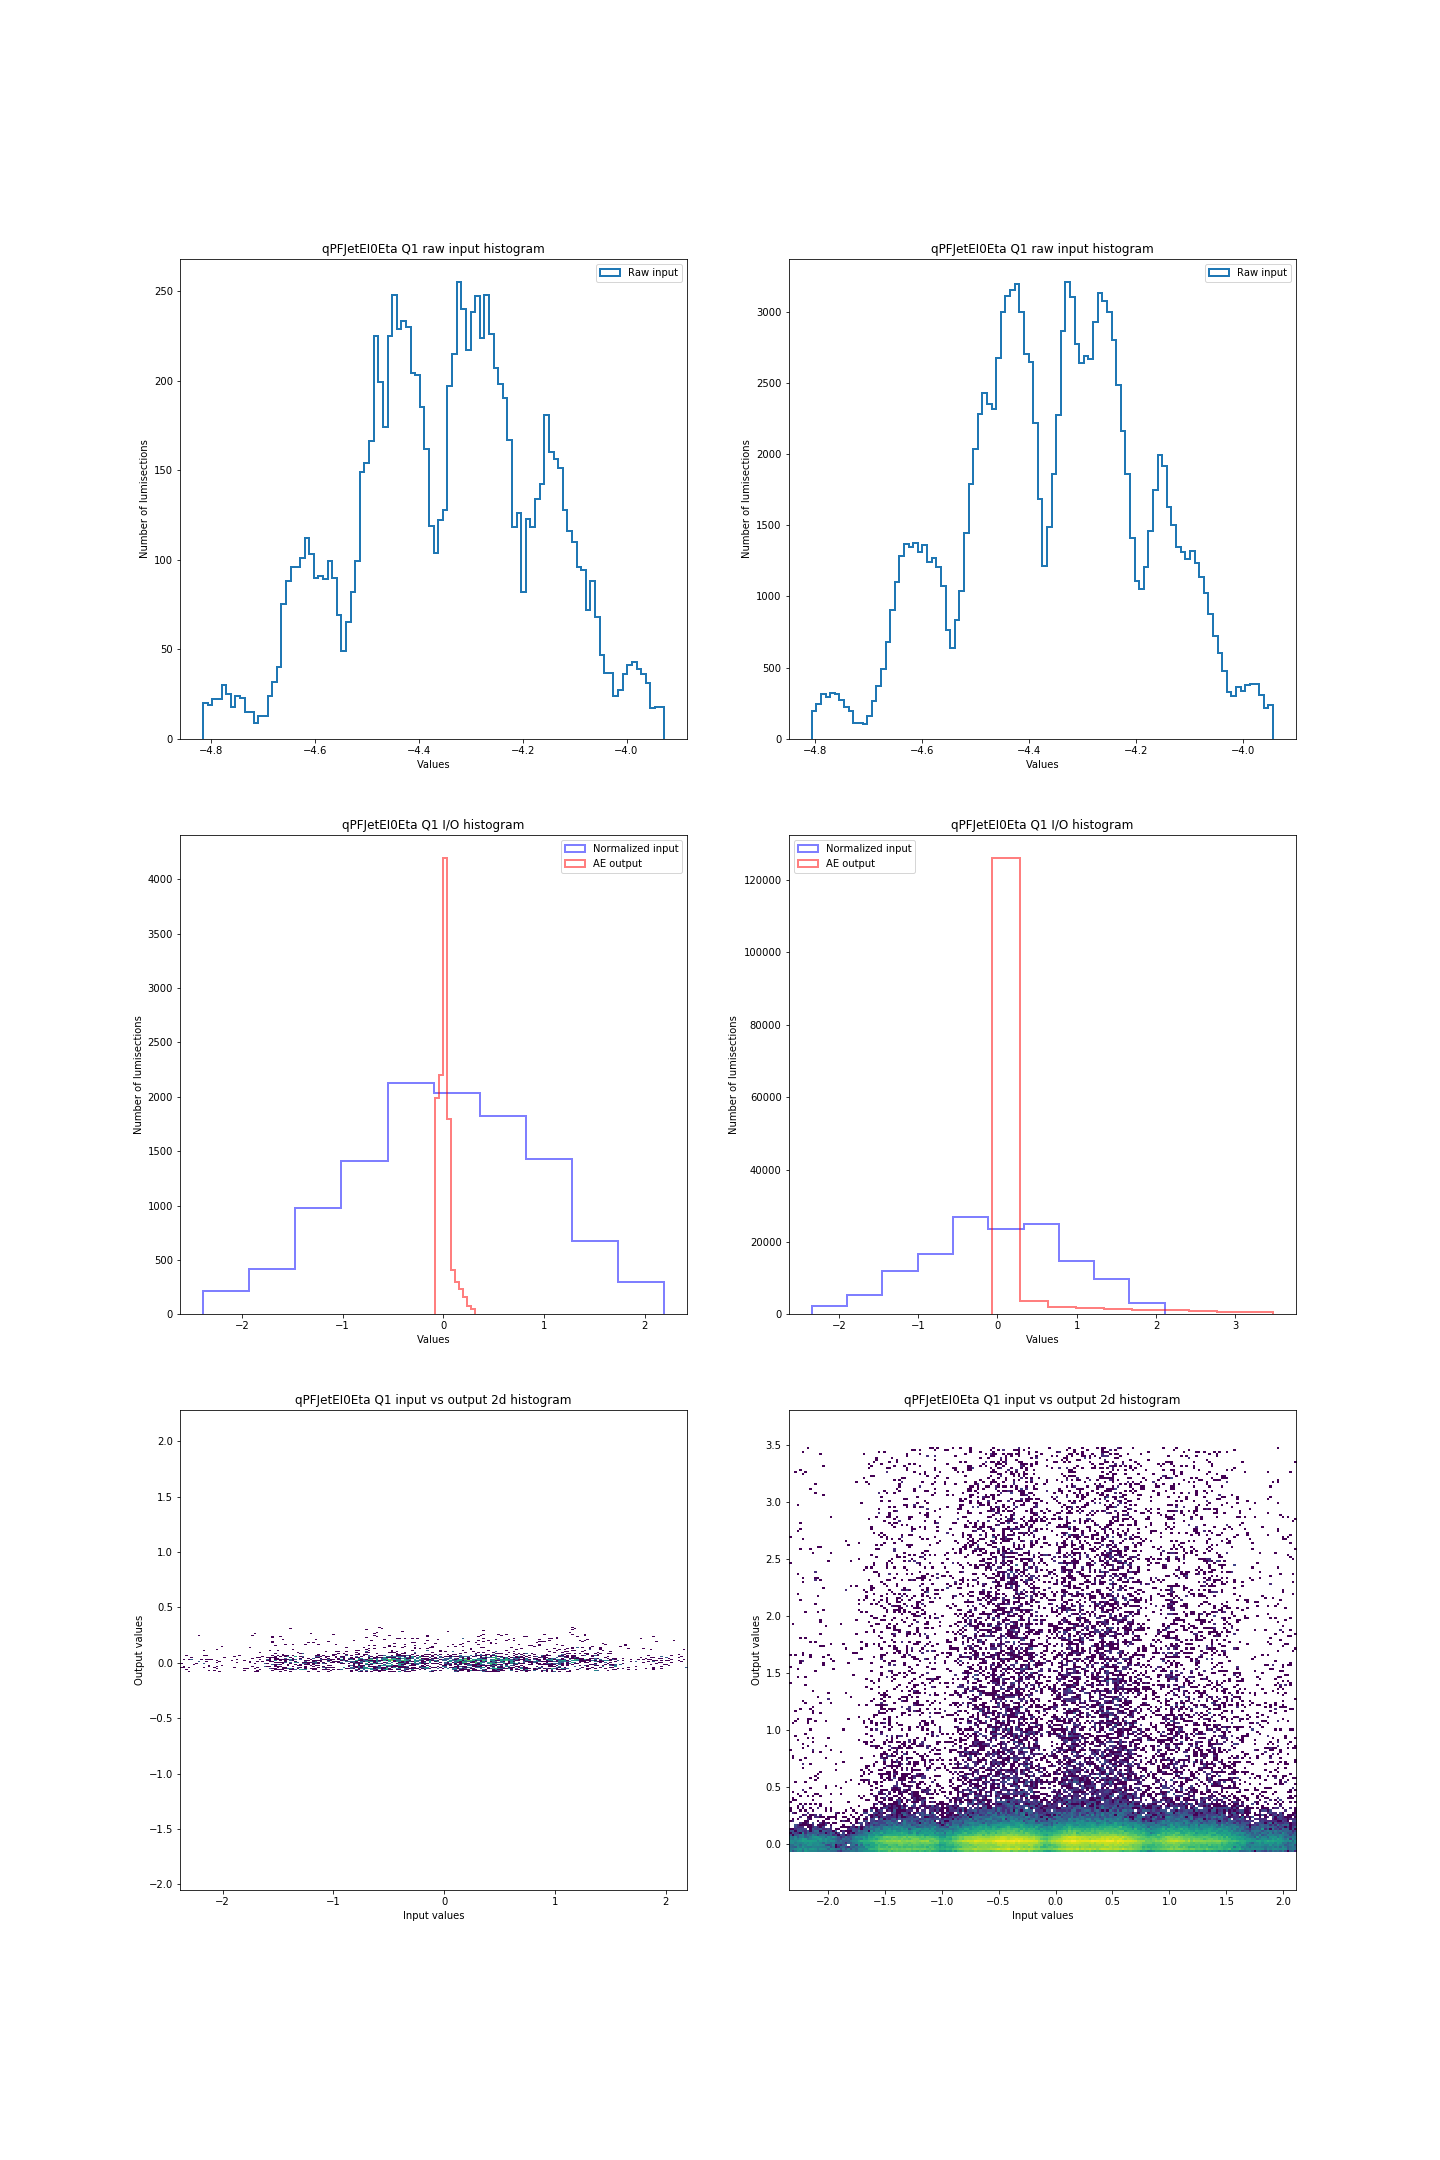 qPFJetEI0Eta Q1 raw input histogram
Raw input
250
200
150
100
50
0
Number of lumisections
−4.8 −4.6 −4.4 −4.2 −4.0
Values
qPFJetEI0Eta Q1 raw input histogram
Raw input
3000
2500
2000
1500
1000
500
0
Number of lumisections
−4.8 −4.6 −4.4 −4.2 −4.0
Values
qPFJetEI0Eta Q1 I/O histogram
Normalized input
AE output
4000
3500
3000
2500
2000
1500
1000
500
0
Number of lumisections
−2 −1 0 1 2
Values
qPFJetEI0Eta Q1 I/O histogram
Normalized input
AE output
120000
100000
80000
60000
40000
20000
0
Number of lumisections
−2 −1 0 1 2 3
Values
qPFJetEI0Eta Q1 input vs output 2d histogram
2.0
1.5
1.0
0.5
0.0
−0.5
−1.0
−1.5
−2.0
Output values
−2 −1 0 1 2
Input values
qPFJetEI0Eta Q1 input vs output 2d histogram
3.5
3.0
2.5
2.0
1.5
1.0
0.5
0.0
Output values
−2.0 −1.5 −1.0 −0.5 0.0 0.5 1.0 1.5 2.0
Input values